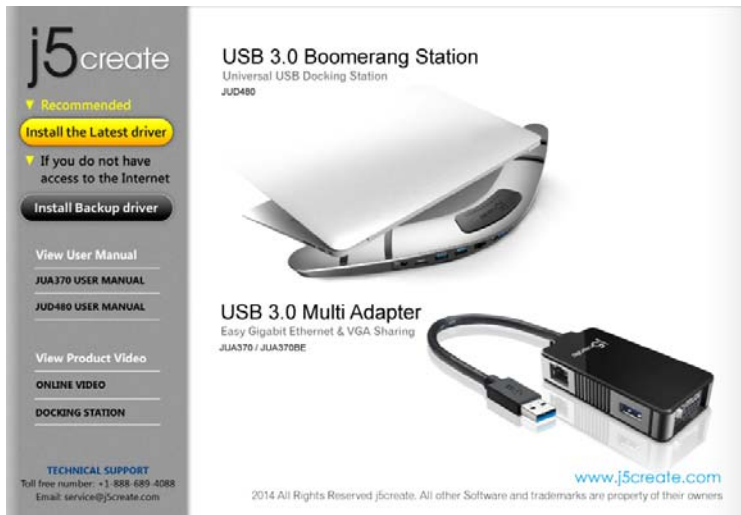 j5create
▼ Recommended
Install the Latest driver
▼ If you do not have
access to the Internet
Install Backup driver
View User Manual
JUA370 USER MANUAL
JUD480 USER MANUAL
View Product Video
ONLINE VIDEO
DOCKING STATION
TECHNICAL SUPPORT
Toll free number: +1-888-689-4088
Email: service@j5create.com
USB 3.0 Boomerang Station
Universal USB Docking Station
JUD480
USB 3.0 Multi Adapter
Easy Gigabit Ethernet & VGA Sharing
JUA370 / JUA370BE
j5create
www.j5create.com
2014 All Rights Reserved j5create. All other Software and trademarks are property of their owners